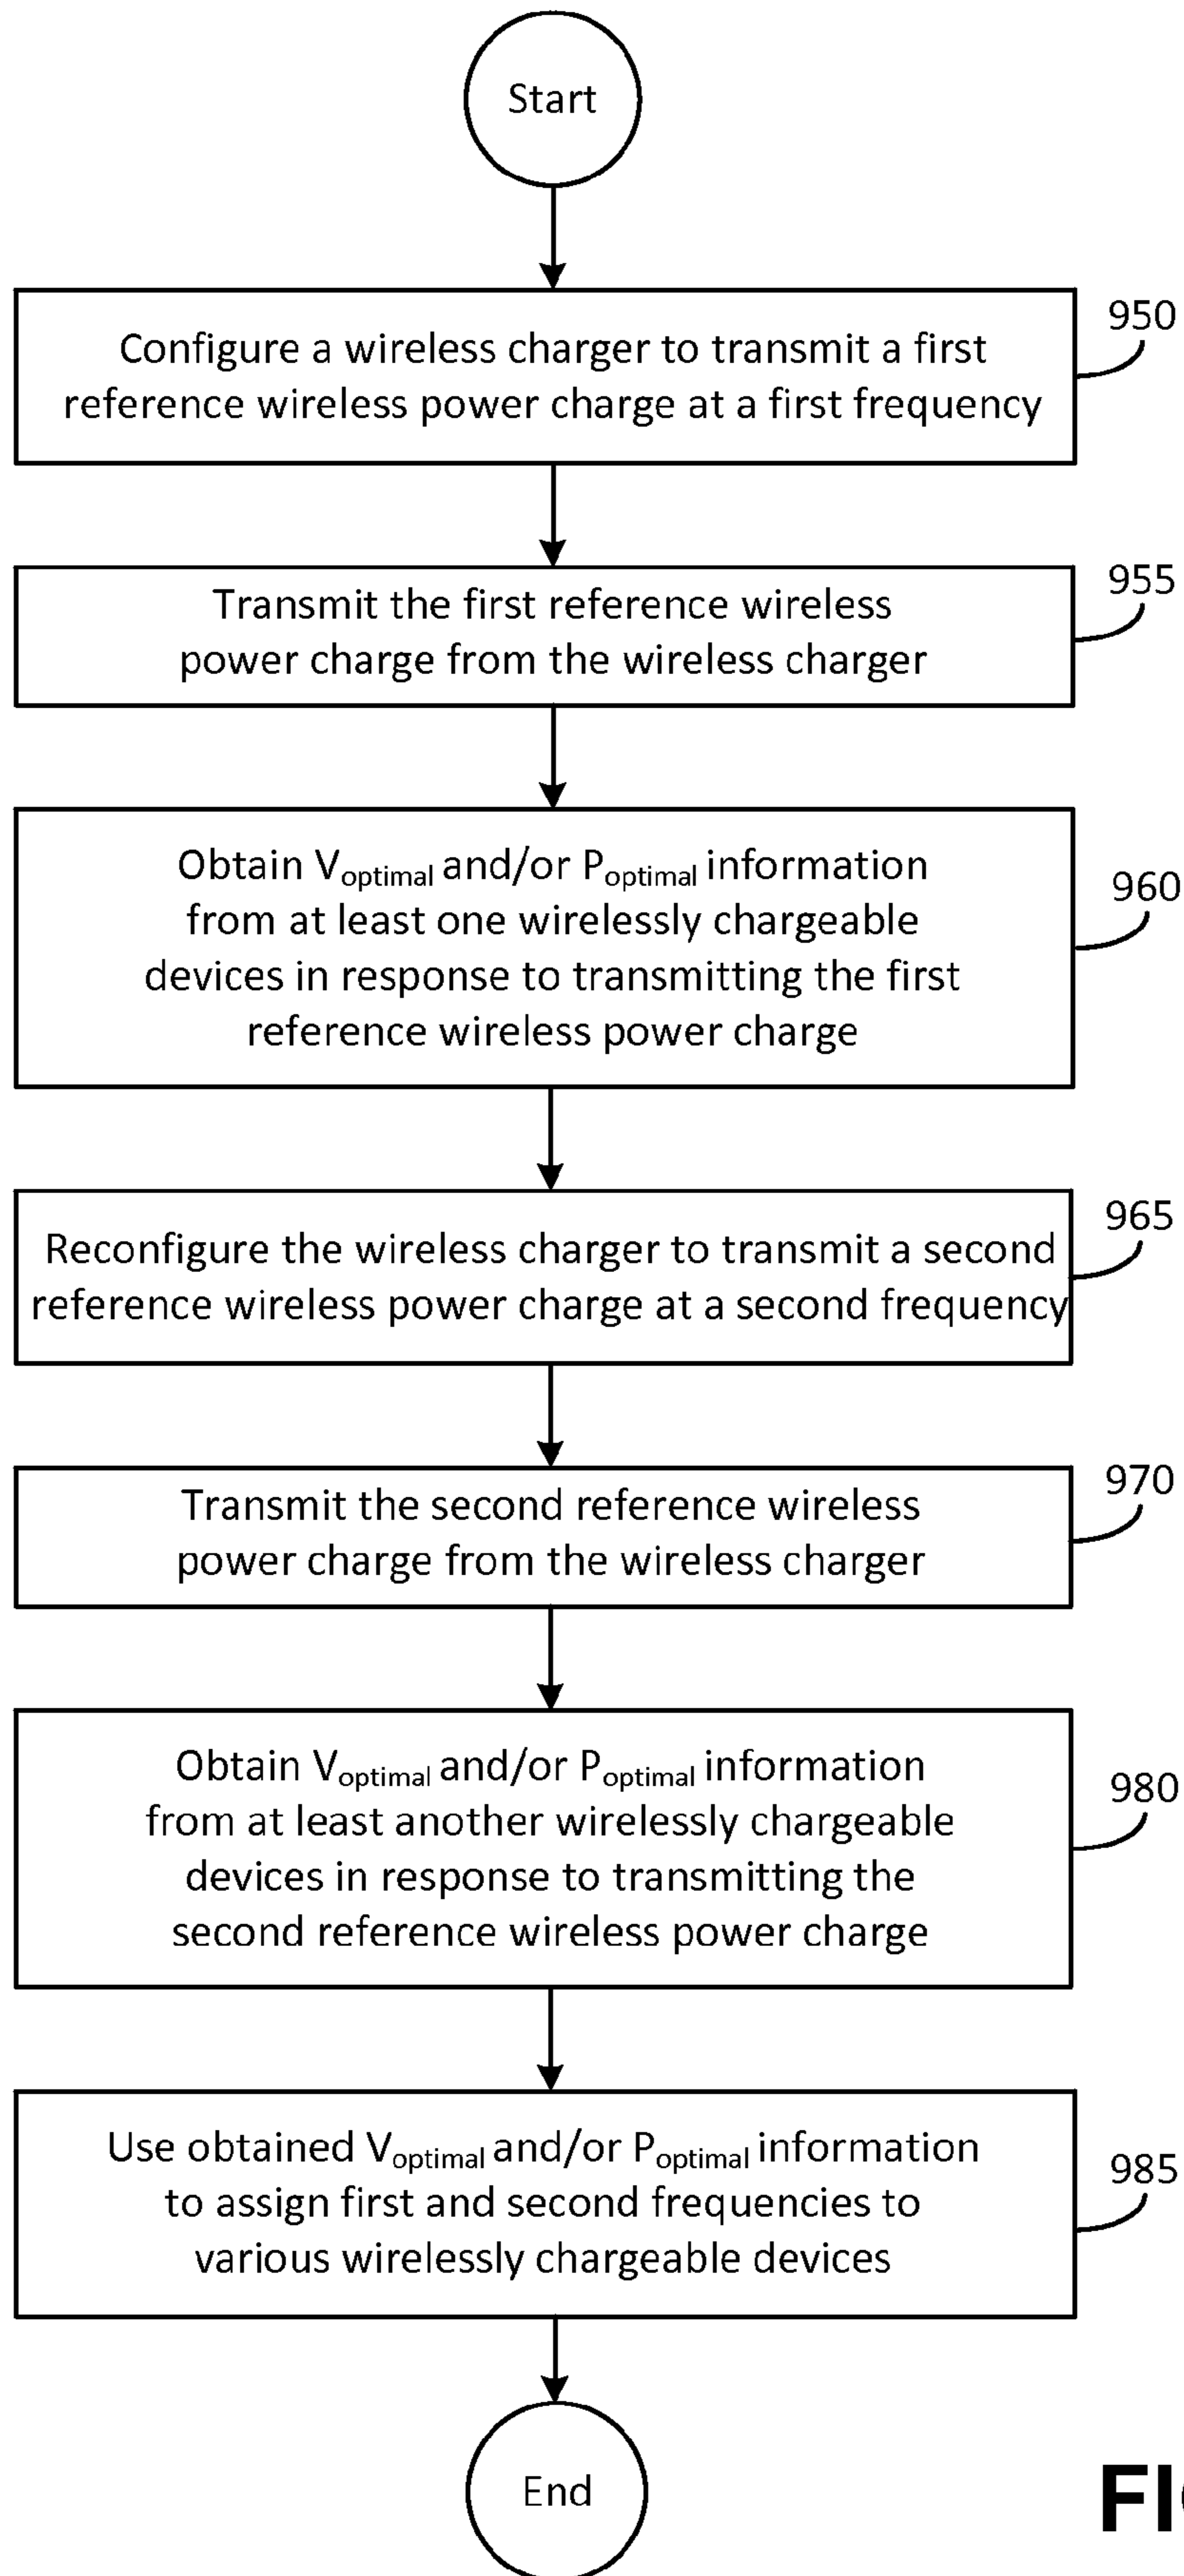 Start
950
Configure a wireless charger to transmit a first
reference wireless power charge at a first frequency
955
Transmit the first reference wireless
power charge from the wireless charger
960
Obtain Voptimal and/or Poptimal information
from at least one wirelessly chargeable
devices in response to transmitting the first
reference wireless power charge
965
Reconfigure the wireless charger to transmit a second
reference wireless power charge at a second frequency
970
Transmit the second reference wireless
power charge from the wireless charger
980
Obtain Voptimal and/or Poptimal information
from at least another wirelessly chargeable
devices in response to transmitting the
second reference wireless power charge
985
Use obtained Voptimal and/or Poptimal information
to assign first and second frequencies to
various wirelessly chargeable devices
End